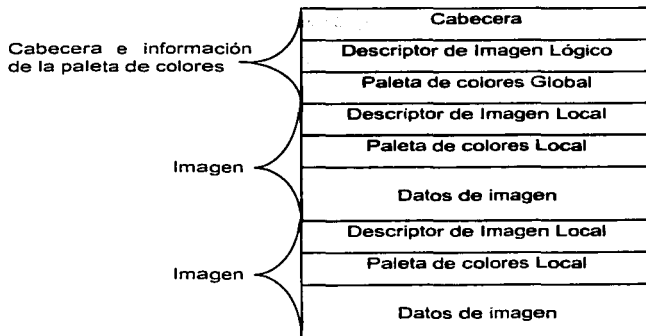 Cabecera
Cabecera e información
de la paleta de colores
Descriptor de Imagen Lógico
Paleta de colores Global
Descriptor de Imagen Local
Imagen
Paleta de colores Local
Datos de imagen
Descriptor de Imagen Local
Imagen
Paleta de colores Local
Datos de imagen